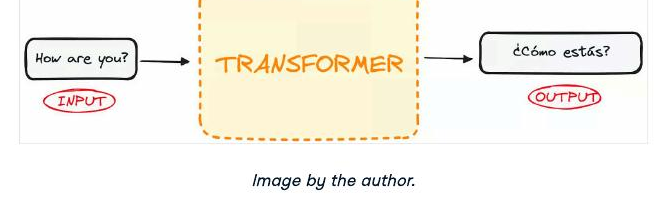 How are you?
TRANSFORMER
¿Cómo estás?
INPUT
OUTPUT
Image by the author.